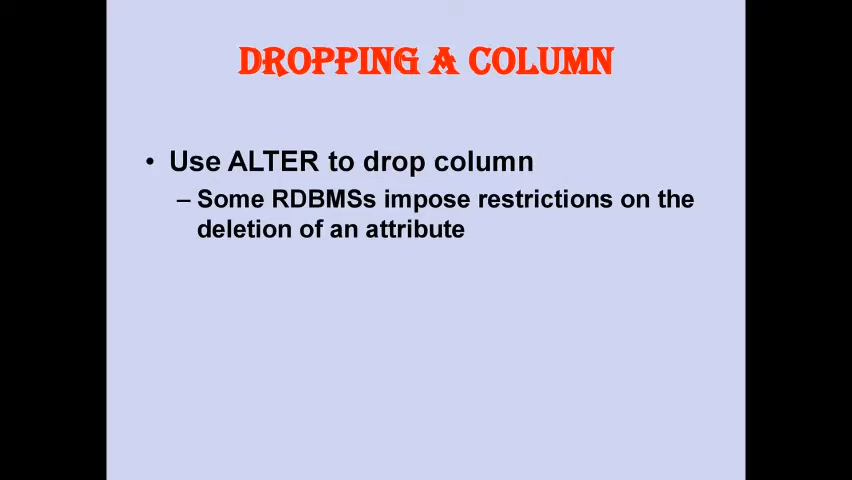 DROPPING A COLUMN
• Use ALTER to drop column
– Some RDBMSs impose restrictions on the
deletion of an attribute